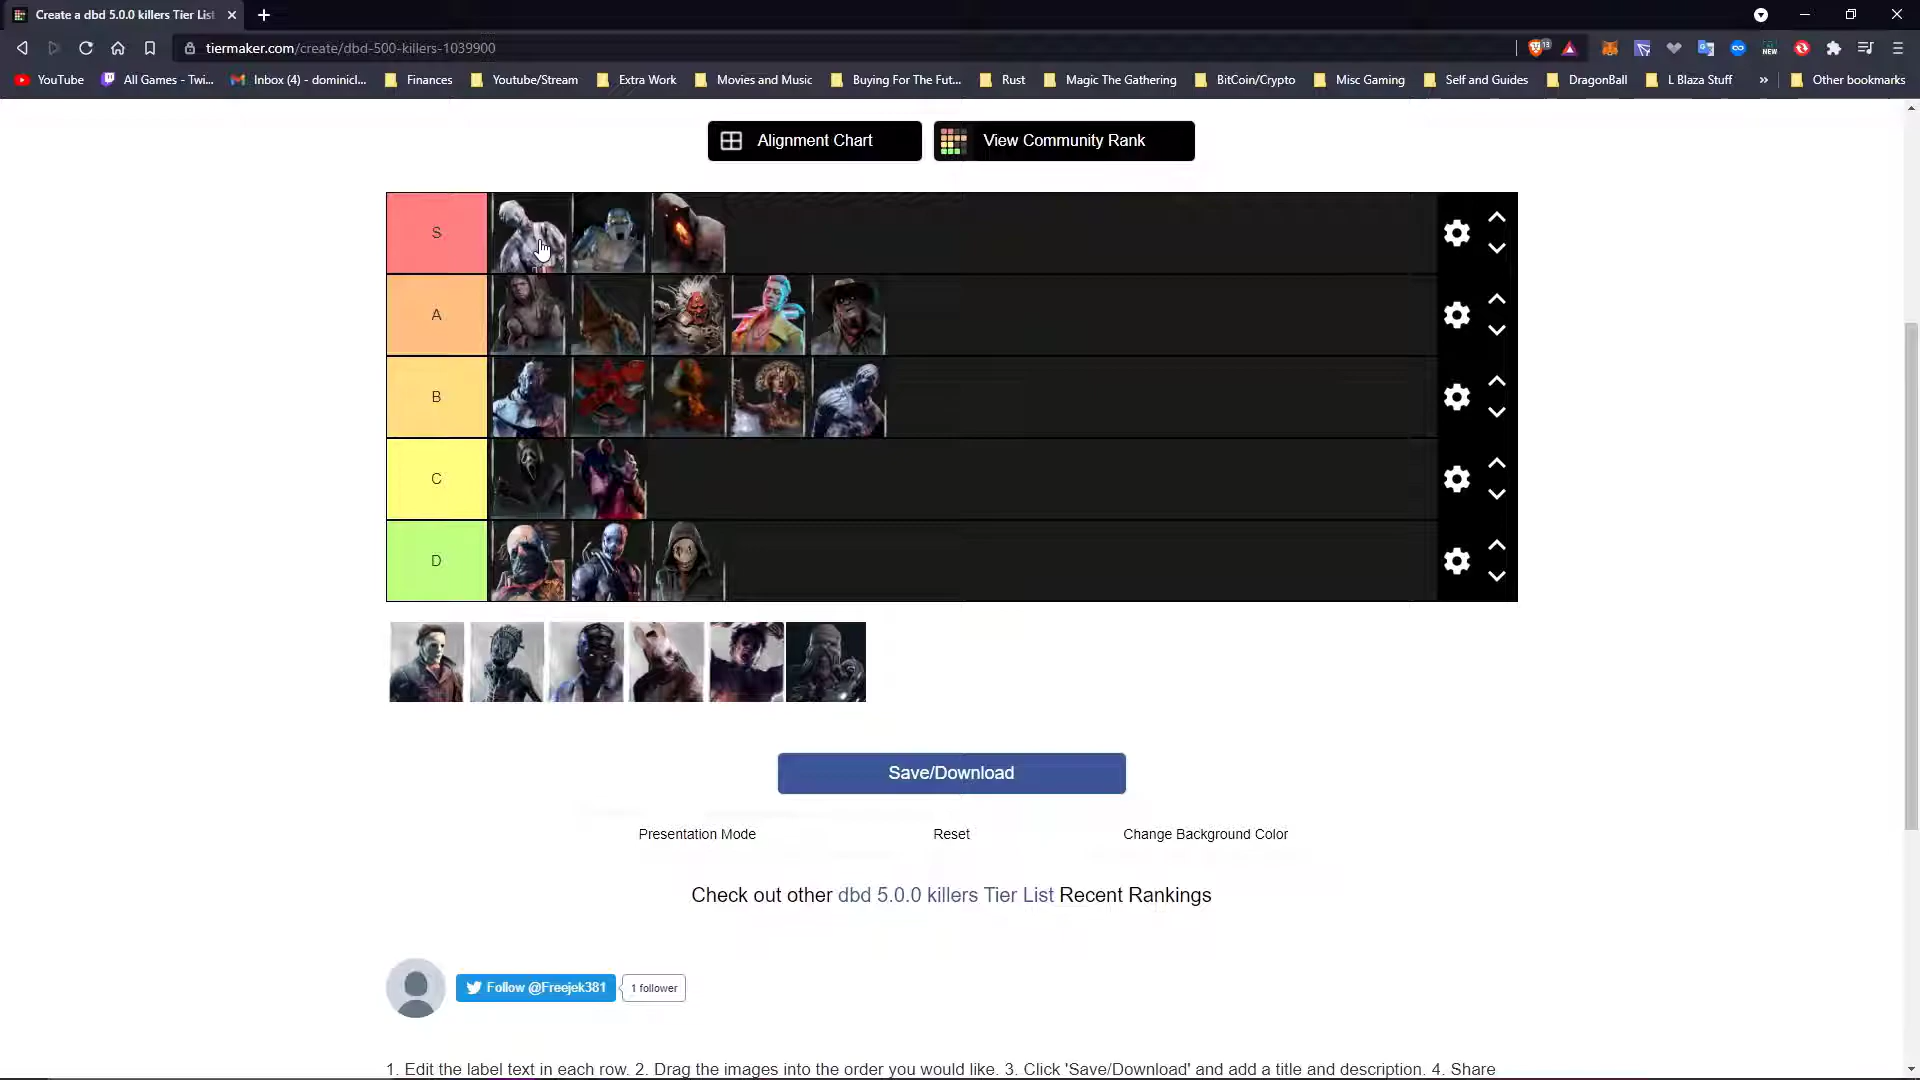 Create a dbd 5.0.0 killers Tier List
tiermaker.com/create/dbd-500-killers-1039900
13
NEW
YouTube
All Games - Twi...
Inbox (4) - dominicl...
Finances
Youtube/Stream
Extra Work
Movies and Music
Buying For The Fut...
Rust
Magic The Gathering
BitCoin/Crypto
Misc Gaming
Self and Guides
DragonBall
L Blaza Stuff
»
Other bookmarks
Alignment Chart
View Community Rank
S
A
B
C
D
Save/Download
Presentation Mode
Reset
Change Background Color
Check out other dbd 5.0.0 killers Tier List Recent Rankings
Follow @Freejek381
1 follower
1. Edit the label text in each row. 2. Drag the images into the order you would like. 3. Click 'Save/Download' and add a title and description. 4. Share